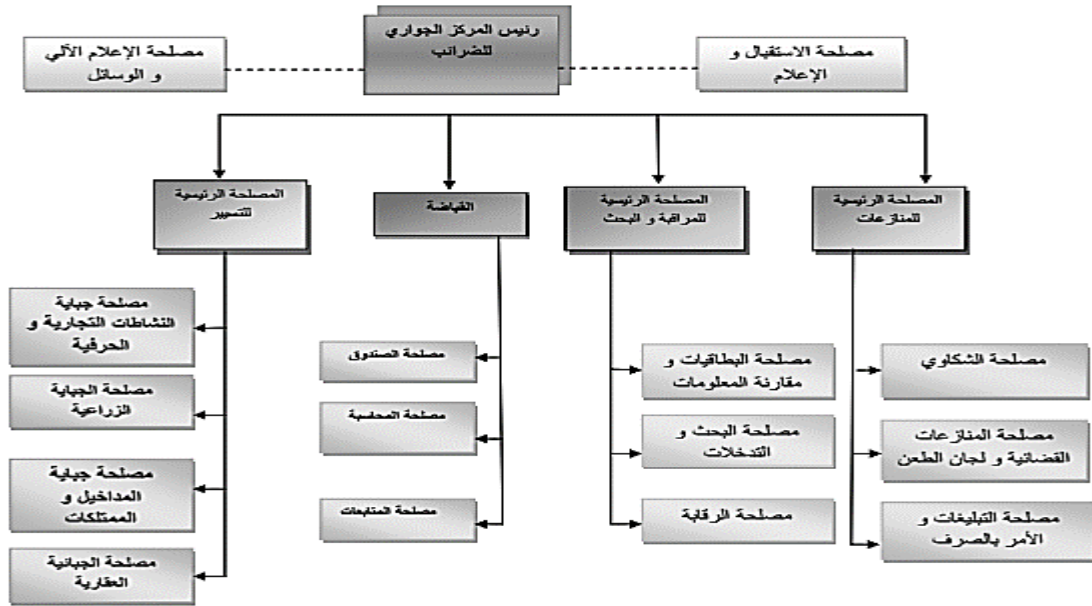 رئيس المركز الجواري
للضرائب
مصلحة الاستقبال و
الإعلام
مصلحة الإعلام الآلي
و الوسائل
المصلحة الرئيسية
للمنازعات
المصلحة الرئيسية
للمراقبة و البحث
القباضة
المصلحة الرئيسية
للتسيير
مصلحة الشكاوي
مصلحة المنازعات
القضائية و لجان الطعن
مصلحة التبليغات و
الأمر بالصرف
مصلحة البطاقيات و
مقارنة المعلومات
مصلحة البحث و
التدخلات
مصلحة الرقابة
مصلحة الصندوق
مصلحة المحاسبة
مصلحة المتابعات
مصلحة جباية
النشاطات التجارية و
الحرفية
مصلحة الجباية
الزراعية
مصلحة جباية
المداخيل و
الممتلكات
مصلحة الجبائية
العقارية